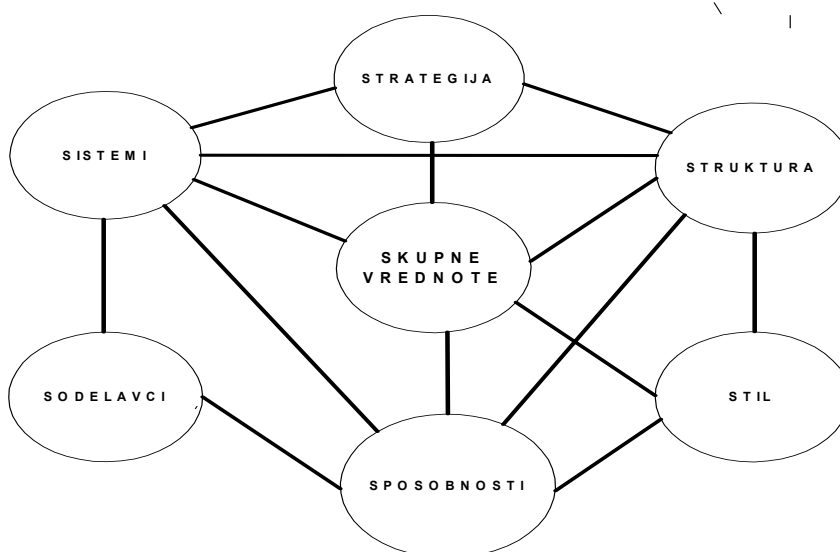 STRATEGIJA
SISTEMI
STRUKTURA
SKUPNE
VREDNOTE
SODELAVCI
STIL
SPOSOBNOSTI